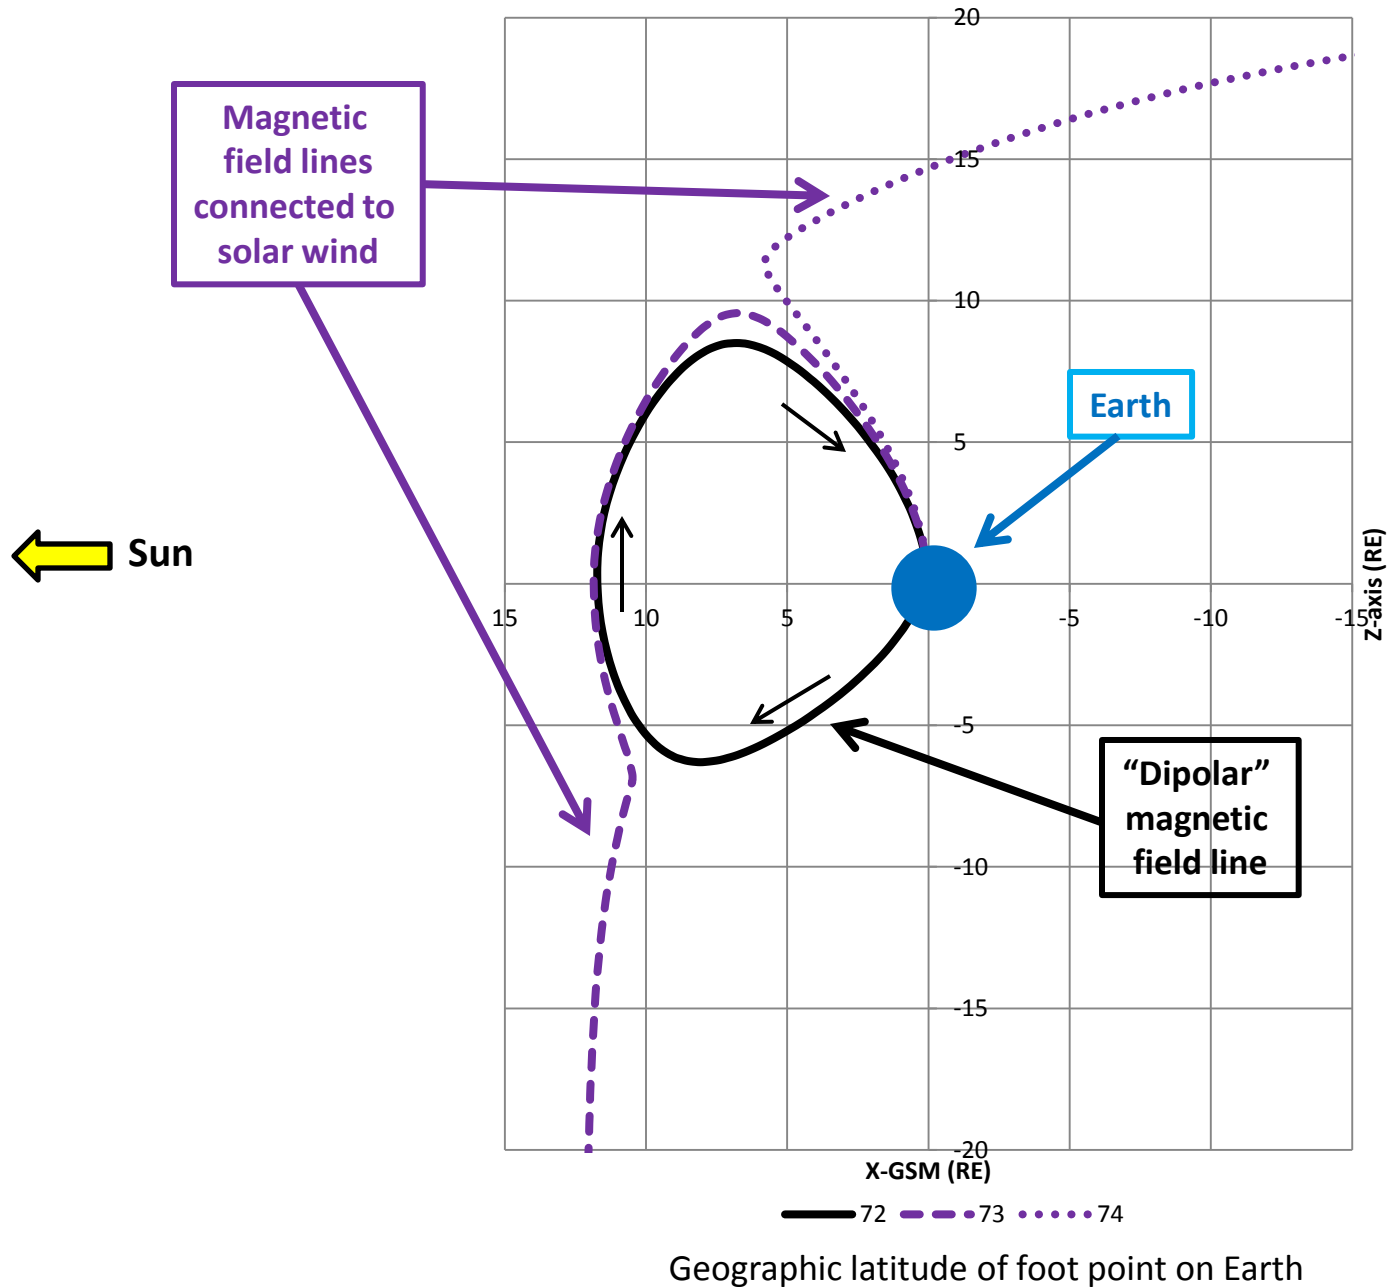 20
Magnetic
field lines
connected to
solar wind
15
10
Earth
5
Sun
Z-axis (RE)
15 10 5 -5 -10 -15
-5
“Dipolar”
magnetic
field line
-10
-15
-20
X-GSM (RE)
72 73 74
Geographic latitude of foot point on Earth